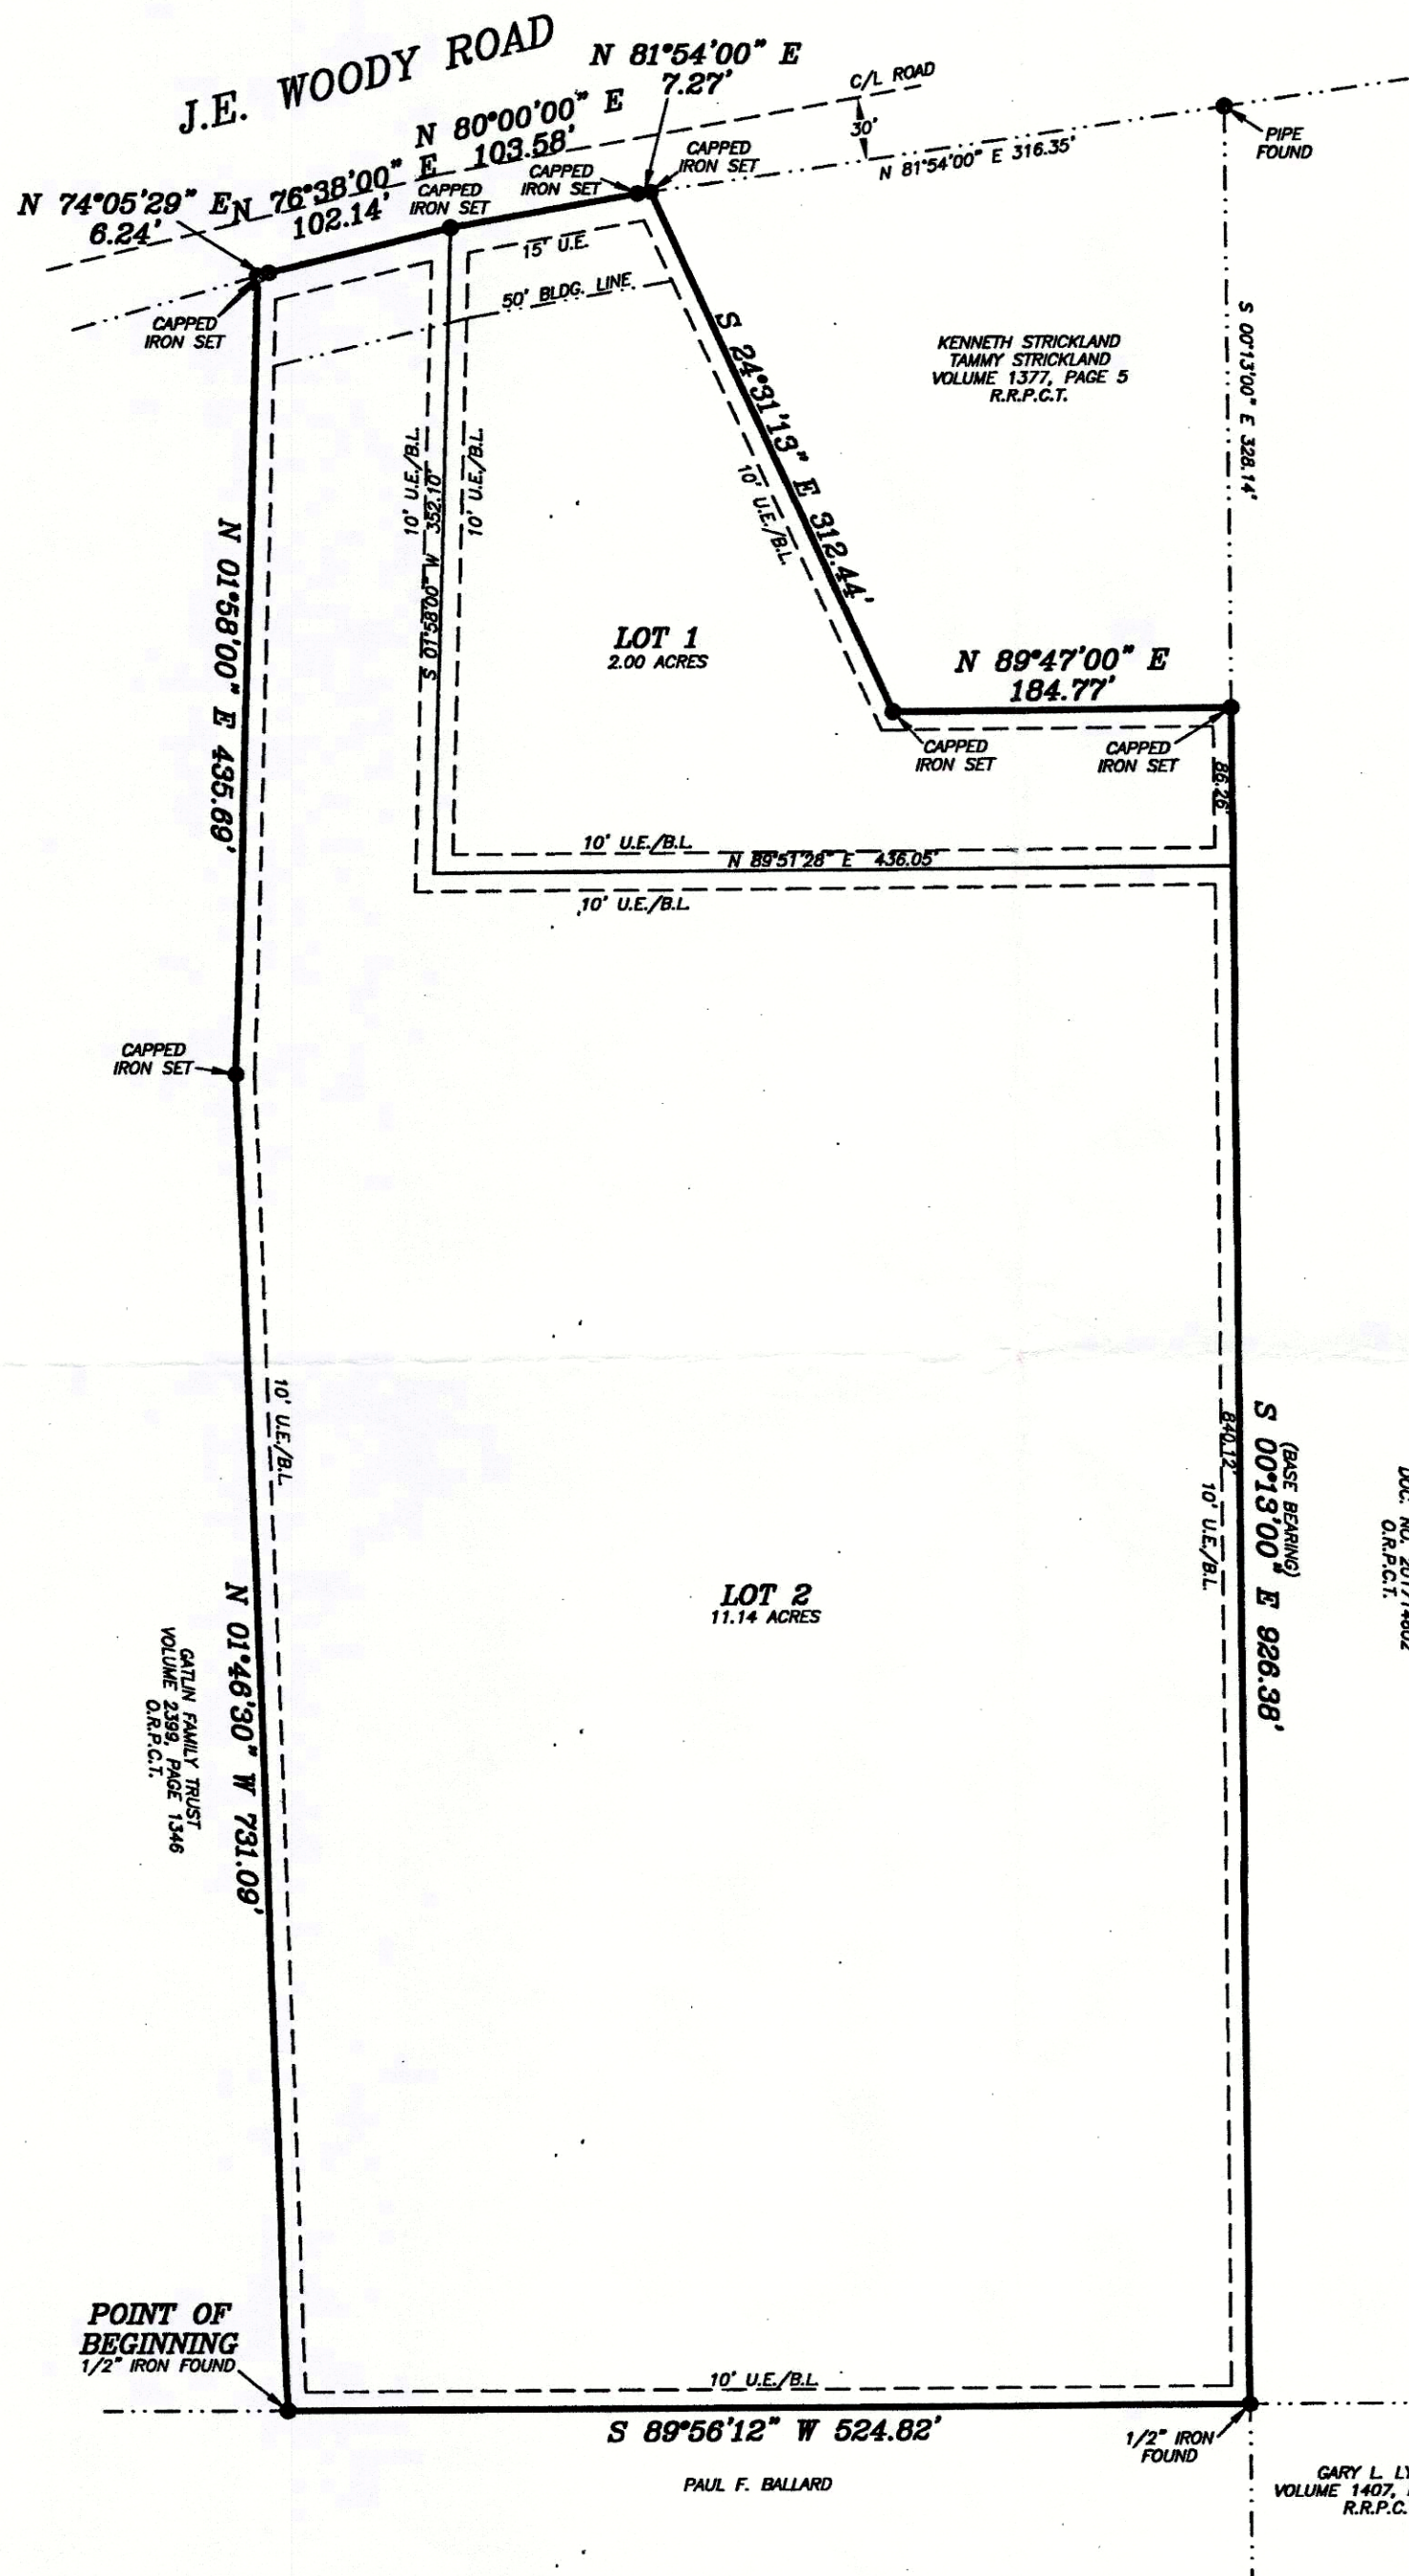 J.E. WOODY ROAD
N 81°54'00" E
7.27'
C/L ROAD
30'
N 80°00'00" E
103.58'
CAPPED
IRON SET
CAPPED
IRON SET
N 81°54'00" E 316.35'
PIPE
FOUND
N 74°05'29" E
6.24'
N 76°38'00" E
102.14'
CAPPED
IRON SET
15' U.E.
50' BLDG. LINE
CAPPED
IRON SET
S 00°13'00" E 328.14'
KENNETH STRICKLAND
TAMMY STRICKLAND
VOLUME 1377, PAGE 5
R.R.P.C.T.
S 24°31'13" E 312.44'
10' U.E./B.L.
10' U.E./B.L.
S 01°58'00" W 352.10'
10' U.E./B.L.
N 01°58'00" E 435.69'
LOT 1
2.00 ACRES
N 89°47'00" E
184.77'
CAPPED
IRON SET
CAPPED
IRON SET
86.26'
10' U.E./B.L.
N 89°51'28" E 436.05'
10' U.E./B.L.
CAPPED
IRON SET
10' U.E./B.L.
840.12'
10' U.E./B.L.
(BASE BEARING)
S 00°13'00" E 926.38'
O.R.P.C.T.
LOT 2
11.14 ACRES
N 01°46'30" W 731.09'
GATLIN FAMILY TRUST
VOLUME 2399, PAGE 1346
O.R.P.C.T.
POINT OF
BEGINNING
1/2" IRON FOUND
10' U.E./B.L.
S 89°56'12" W 524.82'
1/2" IRON
FOUND
PAUL F. BALLARD
GARY L. LY
VOLUME 1407,
R.R.P.C.